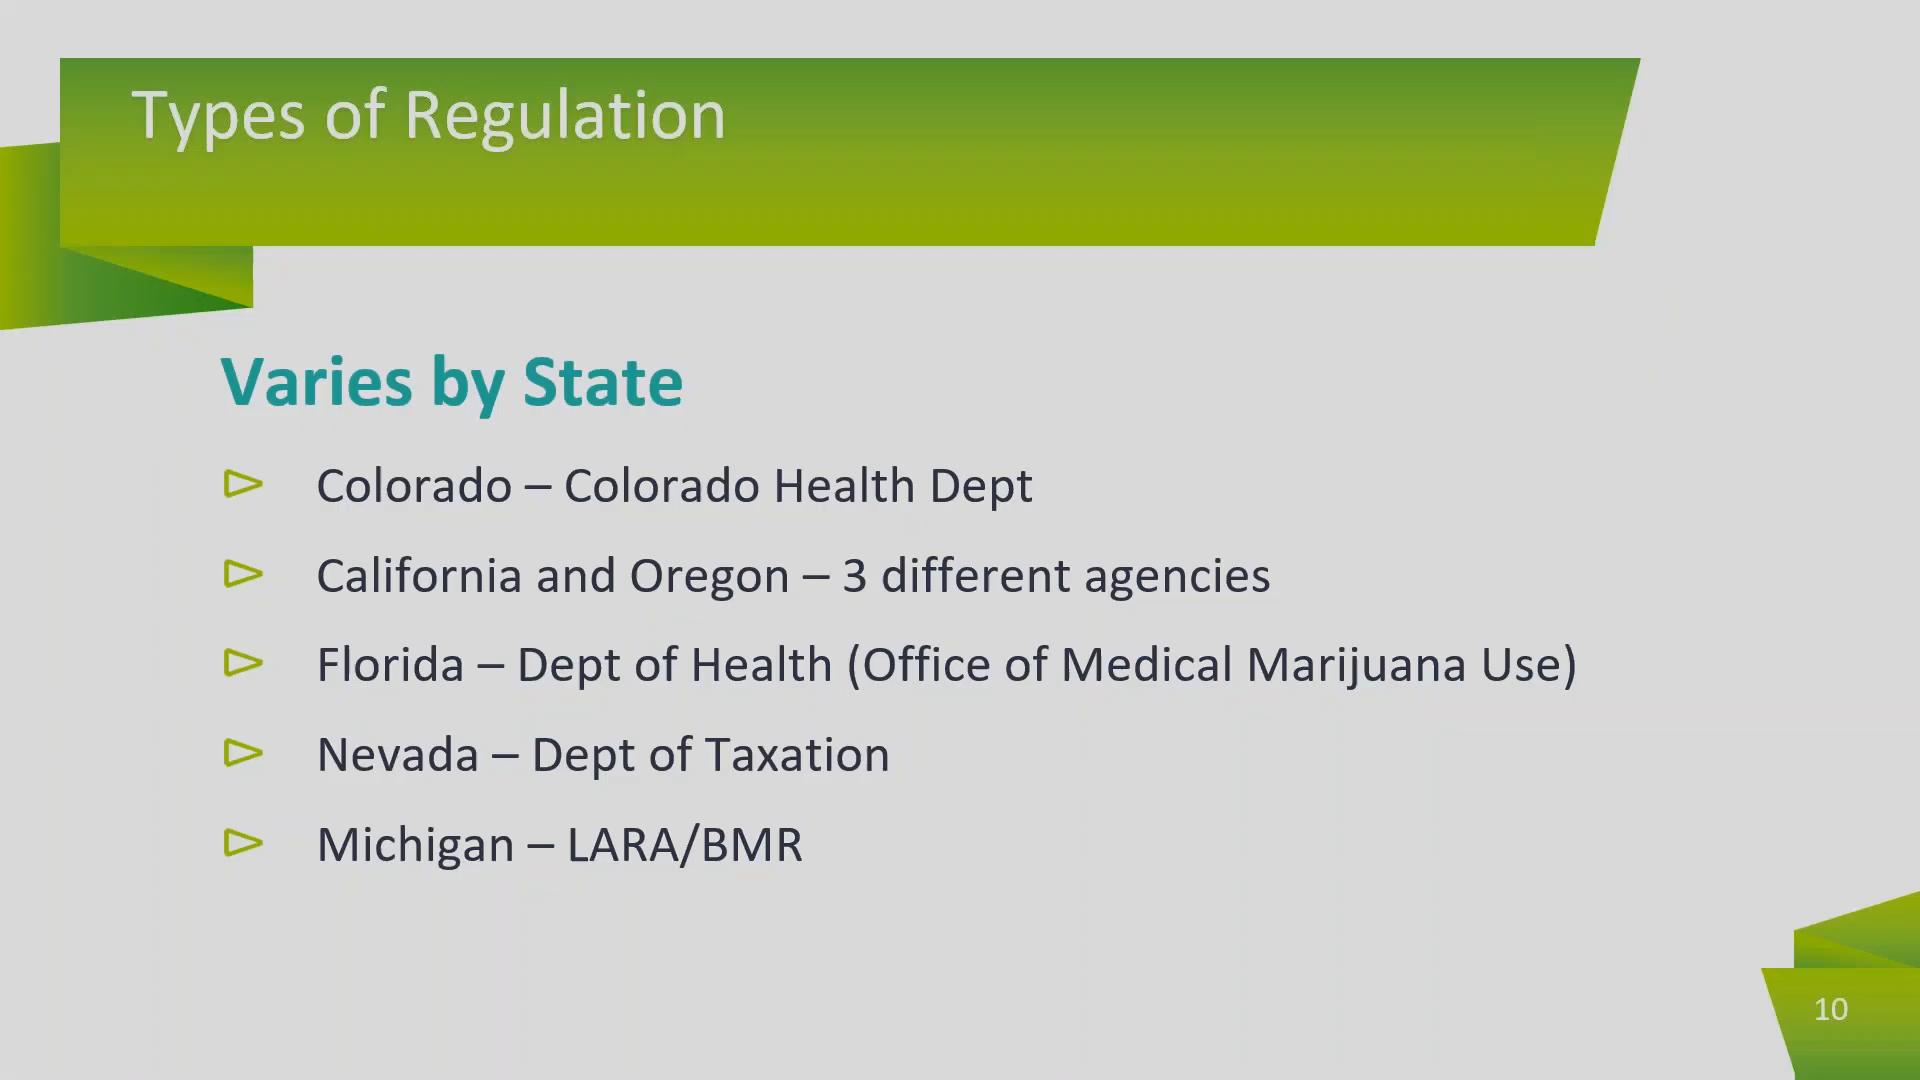 Types of Regulation
Varies by State
Colorado – Colorado Health Dept
California and Oregon – 3 different agencies
Florida – Dept of Health (Office of Medical Marijuana Use)
Nevada – Dept of Taxation
Michigan – LARA/BMR
10